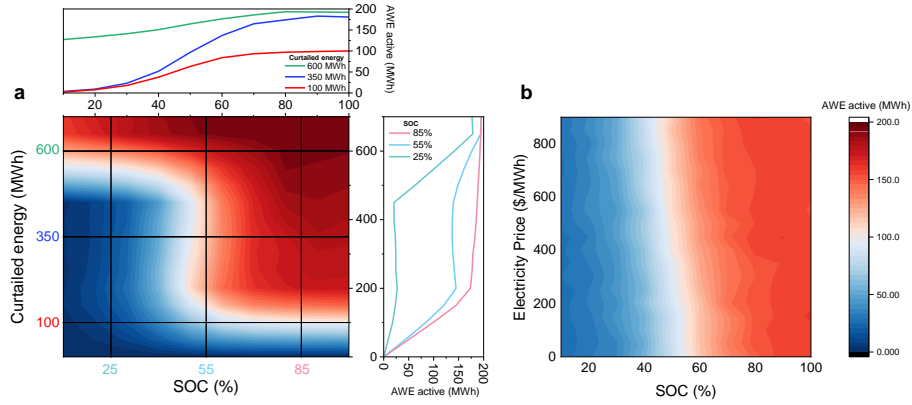 200
150
100
50
0
AWE active
(MWh)
Curtailed energy
600 MWh
350 MWh
100 MWh
20 40 60 80 100
a
600
350
100
Curtailed energy (MWh)
25 55 85
SOC (%)
SOC
85%
55%
25%
600
400
200
0
0 50 100 150 200
AWE active (MWh)
b
800
600
400
200
0
Electricity Price ($/MWh)
20 40 60 80 100
SOC (%)
AWE active (MWh)
200.0
150.0
100.0
50.00
0.000